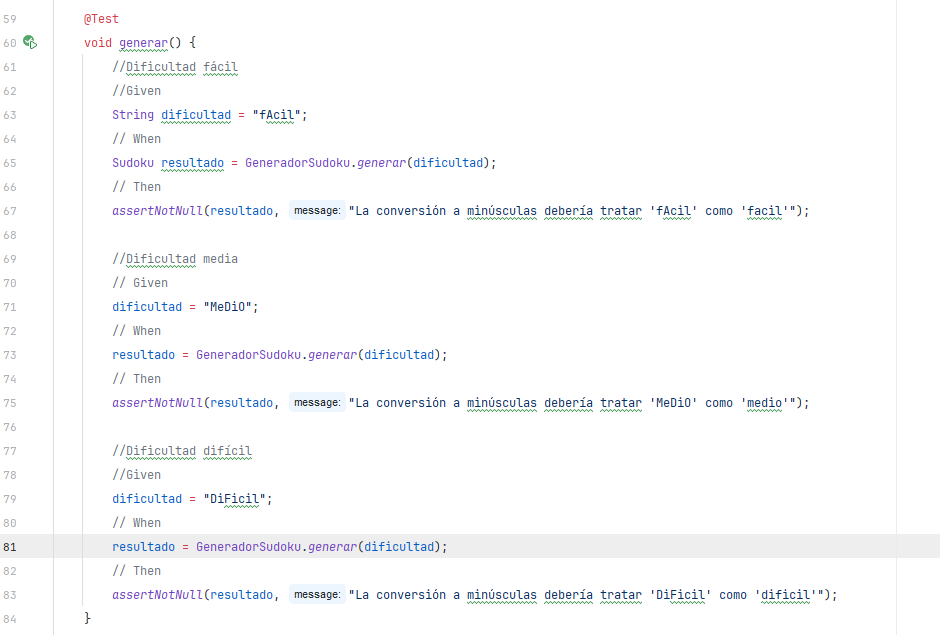 59 @Test
60 void generar() {
61 //Dificultad fácil
62 //Given
63 String dificultad = "fAcil";
64 // When
65 Sudoku resultado = GeneradorSudoku.generar(dificultad);
66 // Then
67 assertNotNull(resultado, message: "La conversión a minúsculas debería tratar 'fAcil' como 'facil'");
68
69 //Dificultad media
70 // Given
71 dificultad = "MeDiO";
72 // When
73 resultado = GeneradorSudoku.generar(dificultad);
74 // Then
75 assertNotNull(resultado, message: "La conversión a minúsculas debería tratar 'MeDiO' como 'medio'");
76
77 //Dificultad difícil
78 //Given
79 dificultad = "DiFicil";
80 // When
81 resultado = GeneradorSudoku.generar(dificultad);
82 // Then
83 assertNotNull(resultado, message: "La conversión a minúsculas debería tratar 'DiFicil' como 'dificil'");
84 }